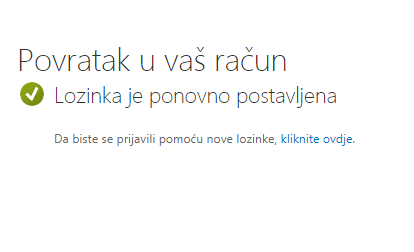 Povratak u vaš račun
Lozinka je ponovno postavljena
Da biste se prijavili pomoću nove lozinke, kliknite ovdje.